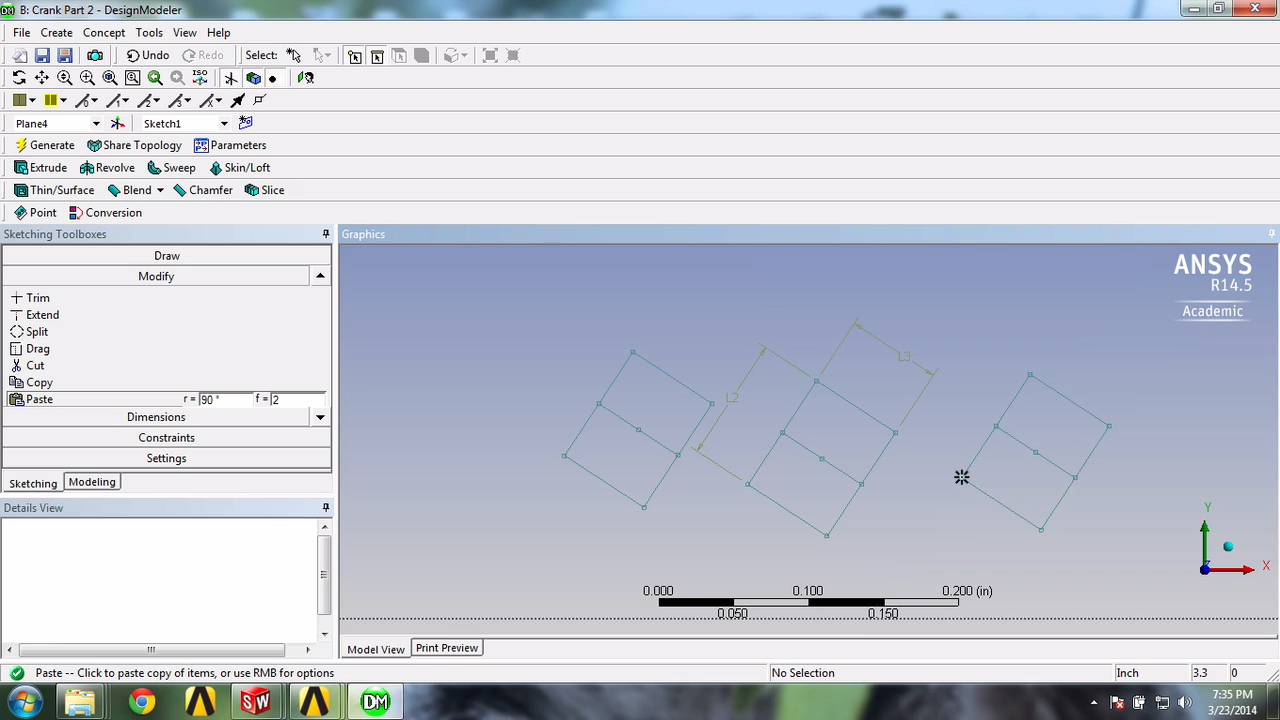 B: Crank Part 2 - DesignModeler
File Create Concept Tools View Help
Undo Redo Select:
ISO
Plane4 Sketch1
Generate Share Topology Parameters
Extrude Revolve Sweep Skin/Loft
Thin/Surface Blend Chamfer Slice
Point Conversion
Sketching Toolboxes
Draw
Modify
Trim
Extend
Split
Drag
Cut
Copy
Paste r = 90 ° f = 2
Dimensions
Constraints
Settings
Sketching Modeling
Details View
Graphics
ANSYS
R14.5
Academic
L3
L2
Y
X
0.000 0.100 0.200 (in)
0.050 0.150
Model View Print Preview
Paste -- Click to paste copy of items, or use RMB for options No Selection Inch 3.3 0
SW DM
7:35 PM
3/23/2014